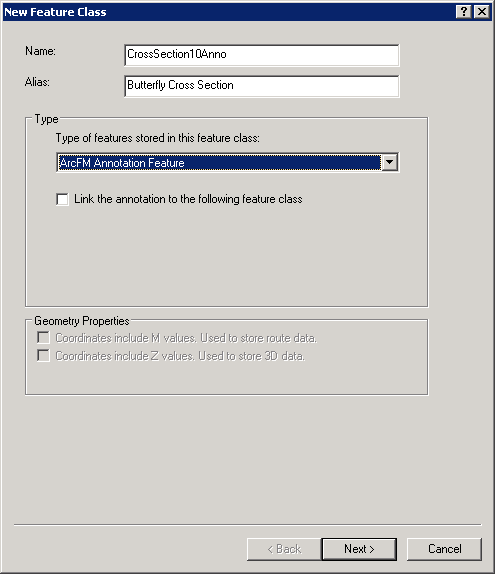 New Feature Class
Name: CrossSection10Anno
Alias: Butterfly Cross Section
Type
Type of features stored in this feature class:
ArcFM Annotation Feature
Link the annotation to the following feature class
Geometry Properties
Coordinates include M values. Used to store route data.
Coordinates include Z values. Used to store 3D data.
< Back Next > Cancel